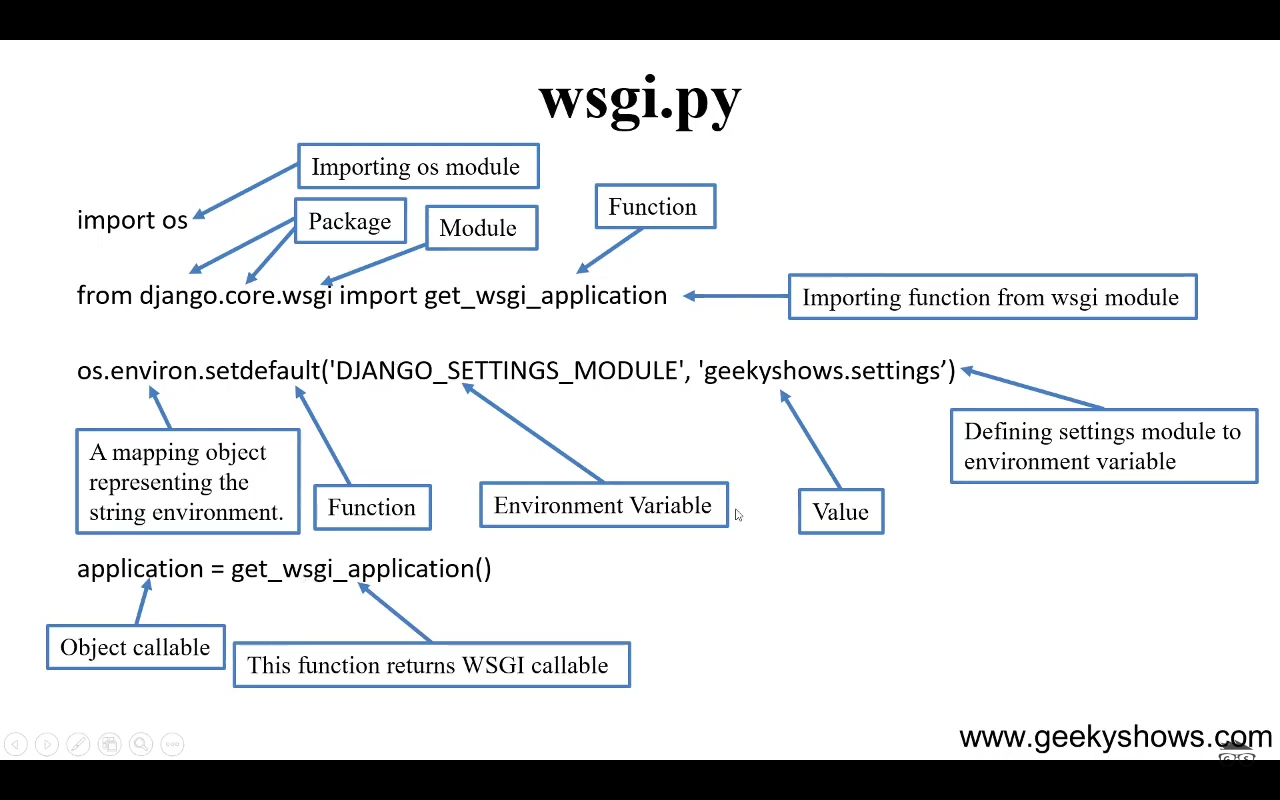 wsgi.py
Importing os module
import os
Package
Module
Function
from django.core.wsgi import get_wsgi_application
Importing function from wsgi module
os.environ.setdefault('DJANGO_SETTINGS_MODULE', 'geekyshows.settings’)
A mapping object
representing the
string environment.
Function
Environment Variable
Value
Defining settings module to
environment variable
application = get_wsgi_application()
Object callable
This function returns WSGI callable
www.geekyshows.com